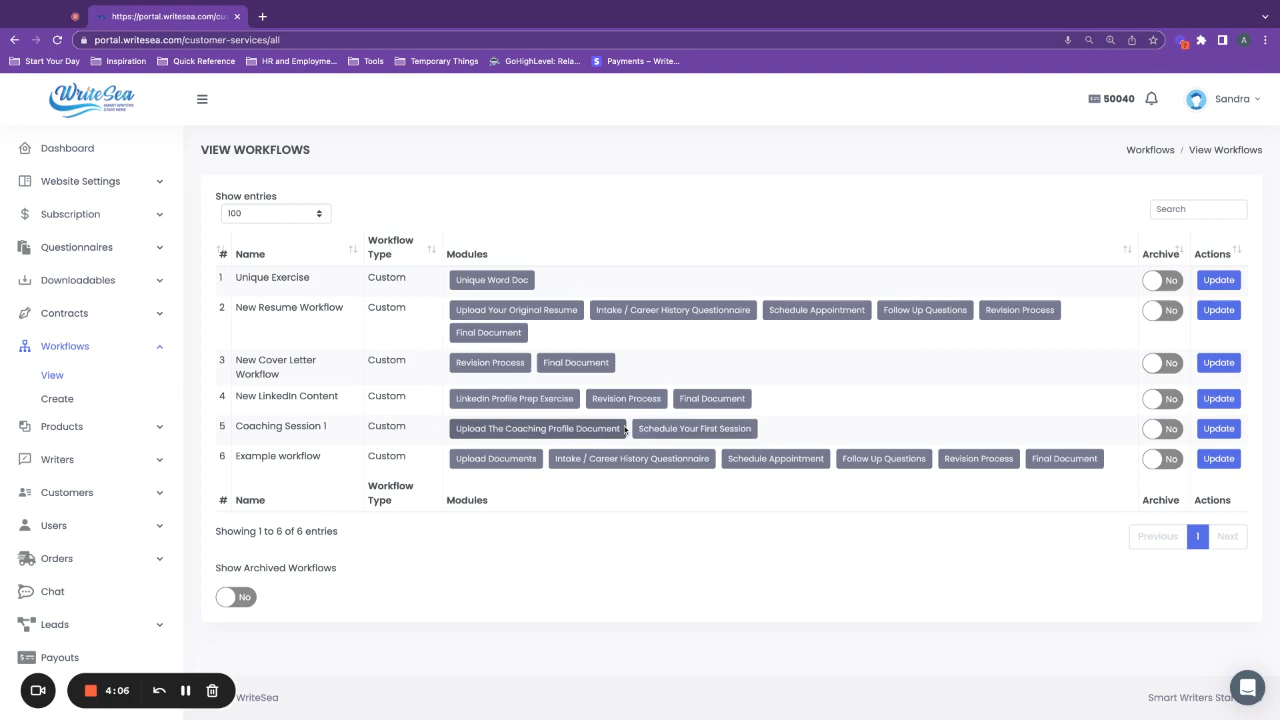 https://portal.writesea.com/cu
portal.writesea.com/customer-services/all
Start Your Day
Inspiration
Quick Reference
HR and Employme...
Tools
Temporary Things
GoHighLevel: Rela...
Payments – Write...
WriteSea
SMART WRITERS
START HERE
50040
Sandra
Dashboard
Website Settings
Subscription
Questionnaires
Downloadables
Contracts
Workflows
View
Create
Products
Writers
Customers
Users
Orders
Chat
Leads
Payouts
4:06
VIEW WORKFLOWS
Workflows / View Workflows
Show entries
100
Search
# Name Workflow Type Modules Archive Actions
1 Unique Exercise Custom Unique Word Doc No Update
2 New Resume Workflow Custom Upload Your Original Resume Intake / Career History Questionnaire Schedule Appointment Follow Up Questions Revision Process No Update
Final Document
3 New Cover Letter Workflow Custom Revision Process Final Document No Update
4 New LinkedIn Content Custom LinkedIn Profile Prep Exercise Revision Process Final Document No Update
5 Coaching Session 1 Custom Upload The Coaching Profile Document Schedule Your First Session No Update
6 Example workflow Custom Upload Documents Intake / Career History Questionnaire Schedule Appointment Follow Up Questions Revision Process Final Document No Update
# Name Workflow Type Modules Archive Actions
Showing 1 to 6 of 6 entries
Previous 1 Next
Show Archived Workflows
No
WriteSea
Smart Writers